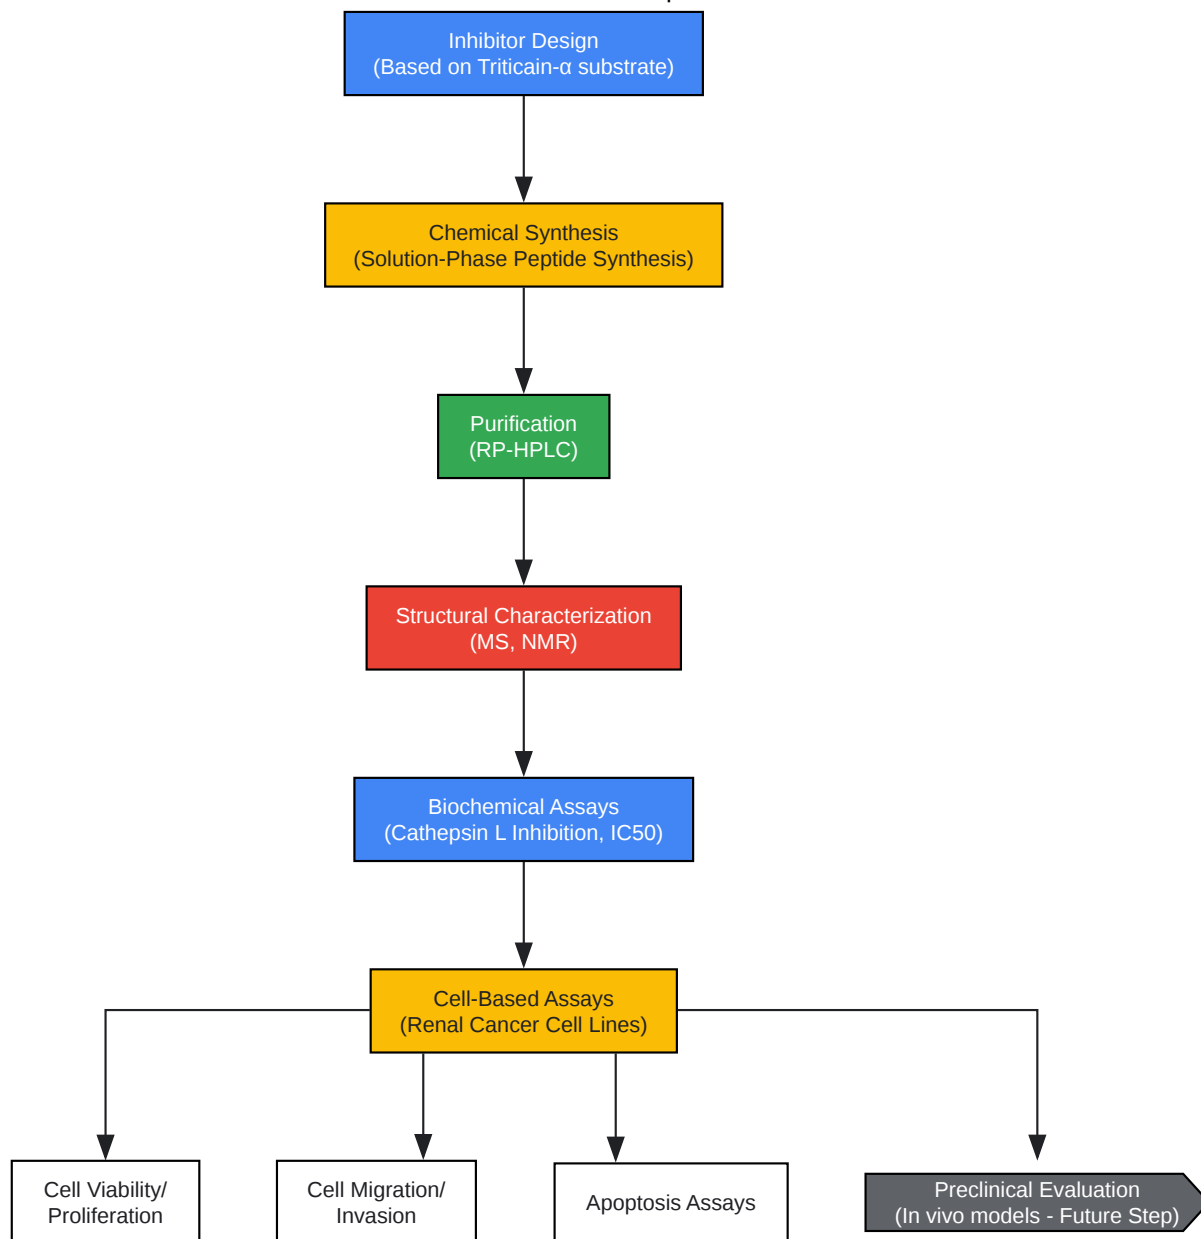 Inhibitor Design
(Based on Triticain-α substrate)
Chemical Synthesis
(Solution-Phase Peptide Synthesis)
Purification
(RP-HPLC)
Structural Characterization
(MS, NMR)
Biochemical Assays
(Cathepsin L Inhibition, IC50)
Cell-Based Assays
(Renal Cancer Cell Lines)
Cell Viability/
Proliferation
Cell Migration/
Invasion
Apoptosis Assays
Preclinical Evaluation
(In vivo models - Future Step)